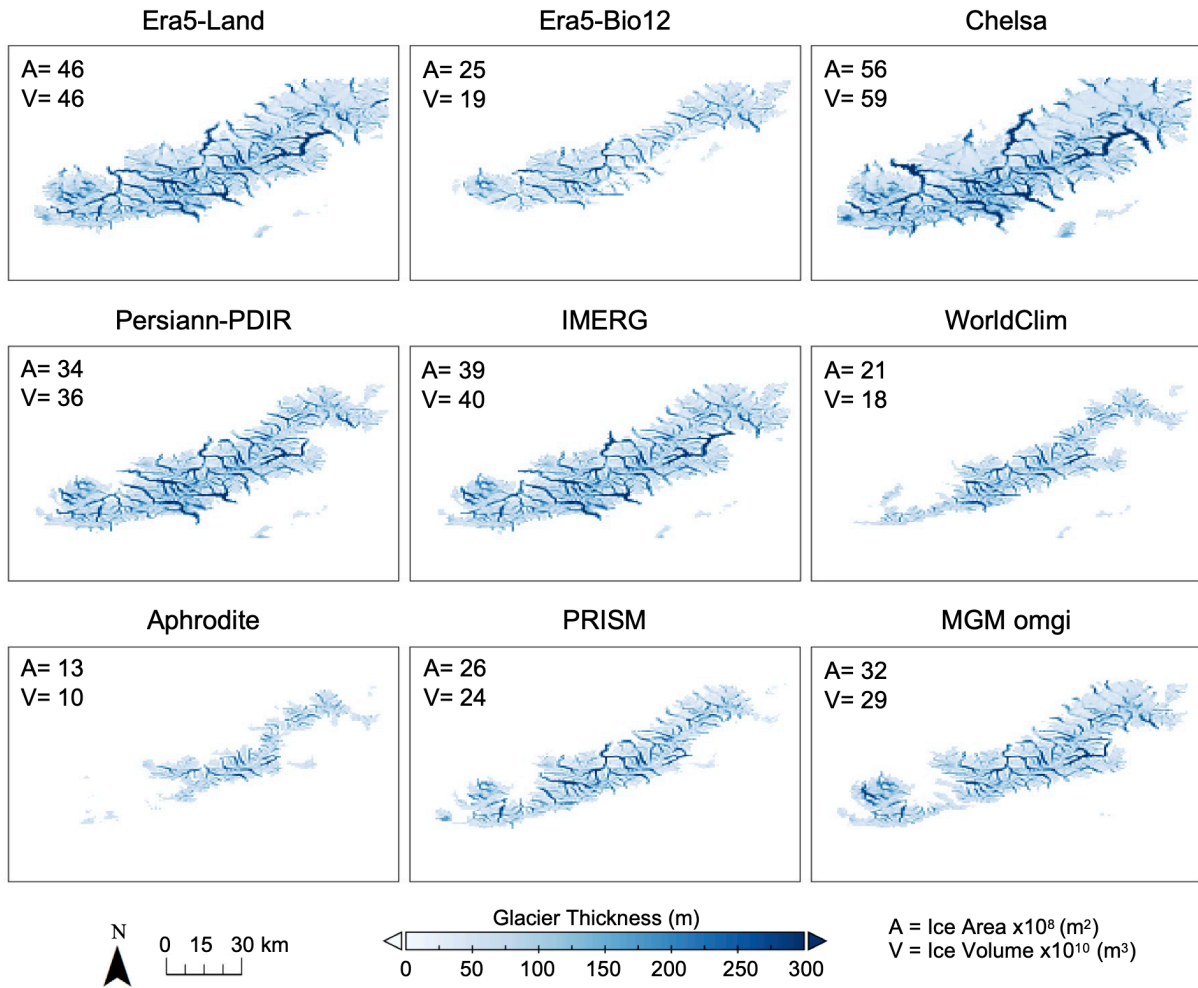 Era5-Land
Era5-Bio12
Chelsa
A= 46
V= 46
A= 25
V= 19
A= 56
V= 59
Persiann-PDIR
IMERG
WorldClim
A= 34
V= 36
A= 39
V= 40
A= 21
V= 18
Aphrodite
PRISM
MGM omgi
A= 13
V= 10
A= 26
V= 24
A= 32
V= 29
N
0 15 30 km
Glacier Thickness (m)
0 50 100 150 200 250 300
A = Ice Area x10⁸ (m²)
V = Ice Volume x10¹⁰ (m³)